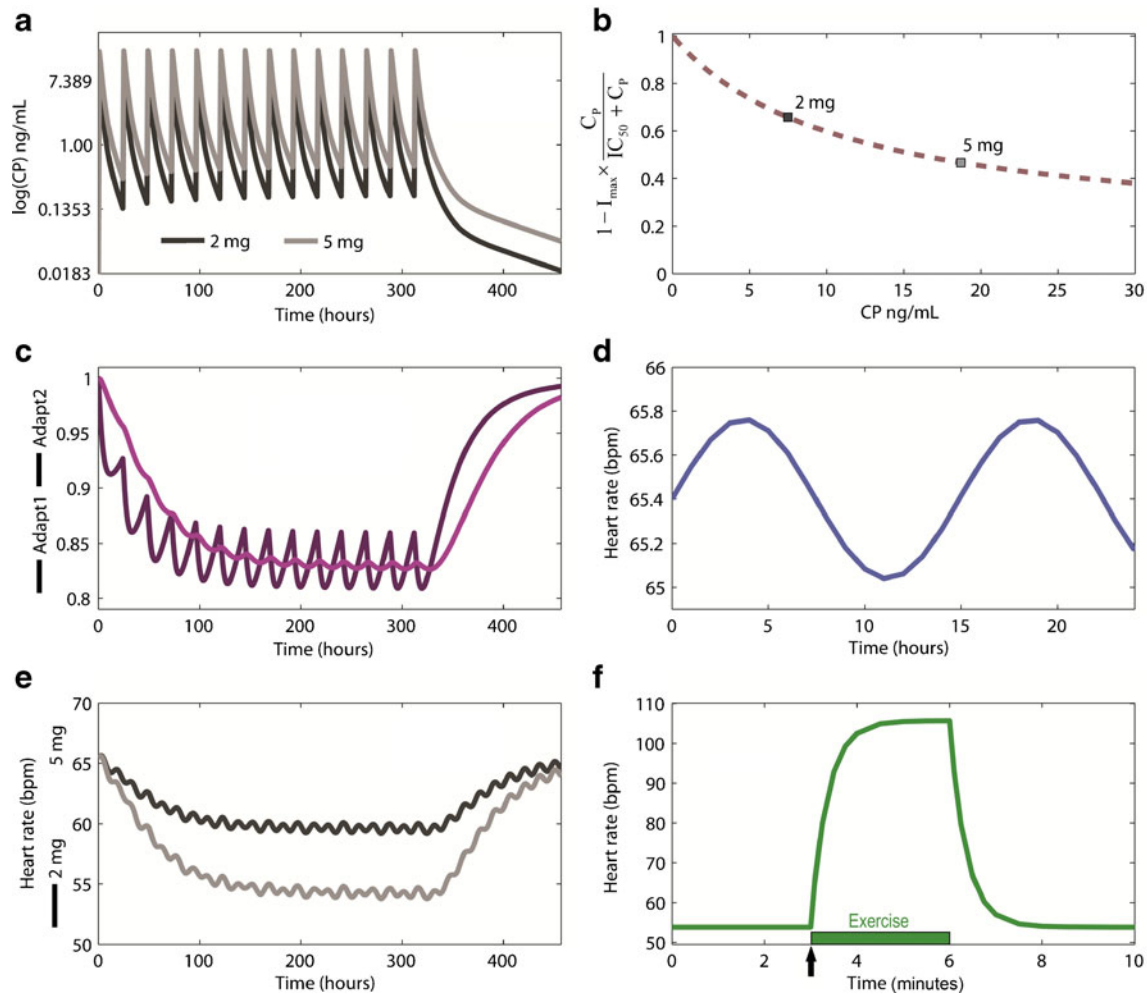 a
log(CP) ng/mL
7.389
1.00
0.1353
0.0183
2 mg
5 mg
0
100
200
300
400
Time (hours)
b
1 − I max × C P / IC 50 + C P
1
0.8
0.6
0.4
0.2
0
2 mg
5 mg
0
5
10
15
20
25
30
CP ng/mL
c
Adapt1
Adapt2
1
0.95
0.9
0.85
0.8
0
100
200
300
400
Time (hours)
d
Heart rate (bpm)
66
65.8
65.6
65.4
65.2
65
0
5
10
15
20
Time (hours)
e
Heart rate (bpm)
2 mg
5 mg
70
65
60
55
50
0
100
200
300
400
Time (hours)
f
Heart rate (bpm)
110
100
90
80
70
60
50
Exercise
0
2
4
6
8
10
Time (minutes)